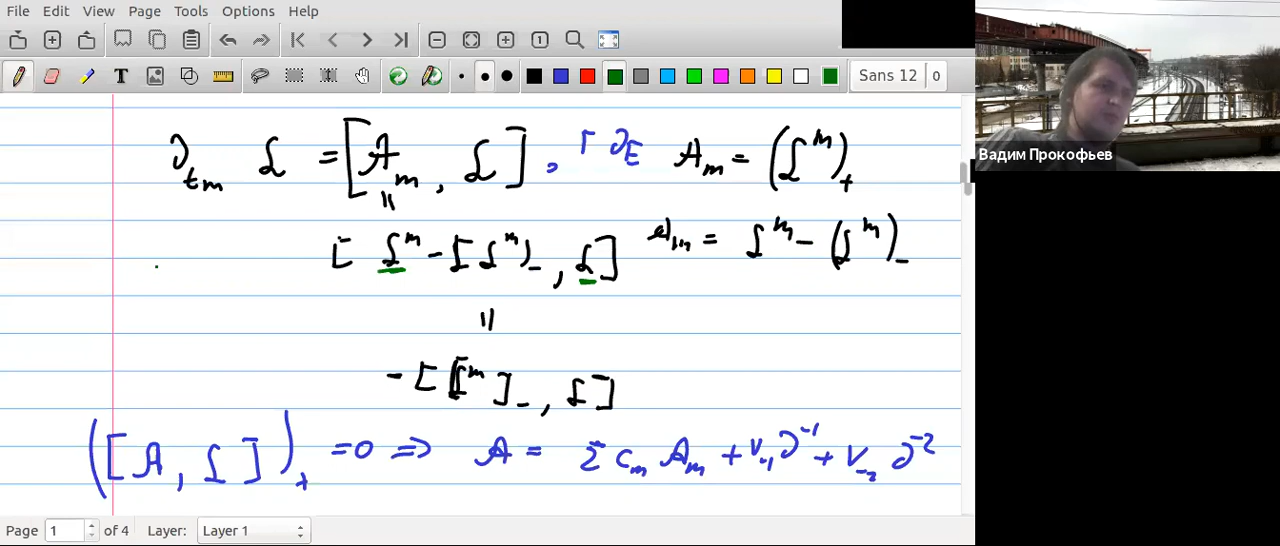 File Edit View Tools Options Help
Sans 12 0
∂_{t_m} ℒ = [A_m, ℒ], где A_m = (ℒ^m)_+
[ℒ^m - [ℒ^m)_-, ℒ] A_m = ℒ^m - (ℒ^m)_-
||
- [[ℒ^m]_-, ℒ]
([A, ℒ])_+ = 0 => A = Σ c_m A_m + v_{-1} ∂^{-1} + v_{-2} ∂^{-2}
Page 1 of 4 Layer: Layer 1
Вадим Прокофьев